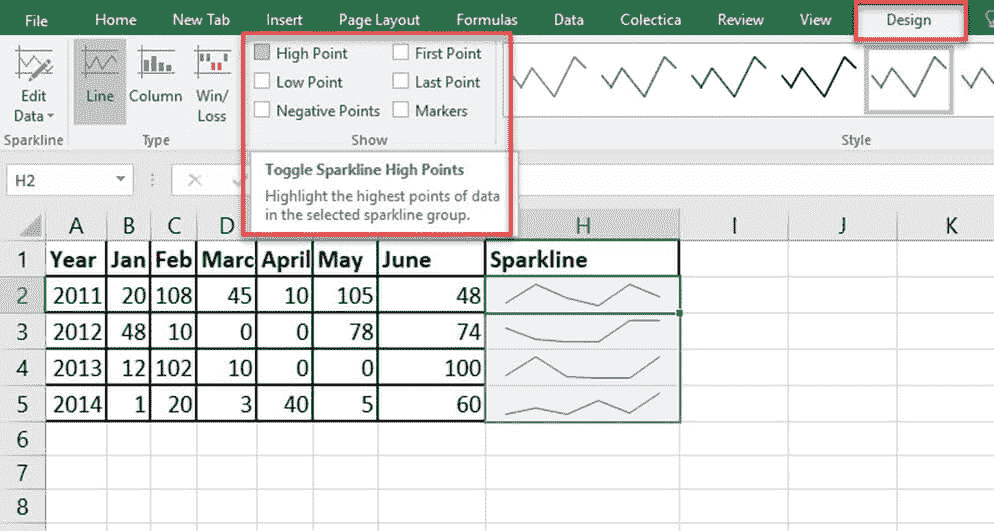 File Home New Tab Insert Page Layout Formulas Data Colectica Review View Design
Edit Data Line Column Win/ Loss
High Point First Point
Low Point Last Point
Negative Points Markers
Sparkline Type Show Style
Toggle Sparkline High Points
Highlight the highest points of data
in the selected sparkline group.
H2
A B C D H I J K
1 Year Jan Feb Marc April May June Sparkline
2 2011 20 108 45 10 105 48
3 2012 48 10 0 0 78 74
4 2013 12 102 10 0 0 100
5 2014 1 20 3 40 5 60
6
7
8